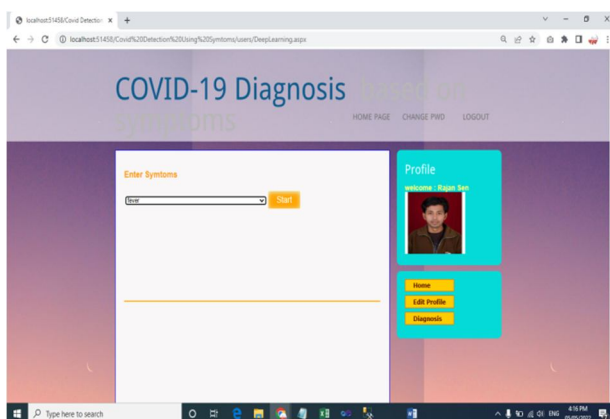 localhost:51458/Covid Detection
localhost:51458/Covid%20Detection%20Using%20Symtoms/users/DeepLearning.aspx
COVID-19 Diagnosis based on
symptoms
HOME PAGE CHANGE PWD LOGOUT
Enter Symtoms
fever
Start
Profile
welcome : Rajan Sen
Home
Edit Profile
Diagnosis
Type here to search
ENG
4:16 PM